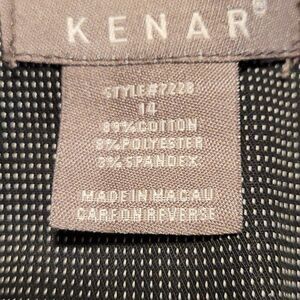 KENAR®
STYLE#7228
14
89%COTTON
8%POLYESTER
3%SPANDEX
MADE IN MACAU
CARE ON REVERSE